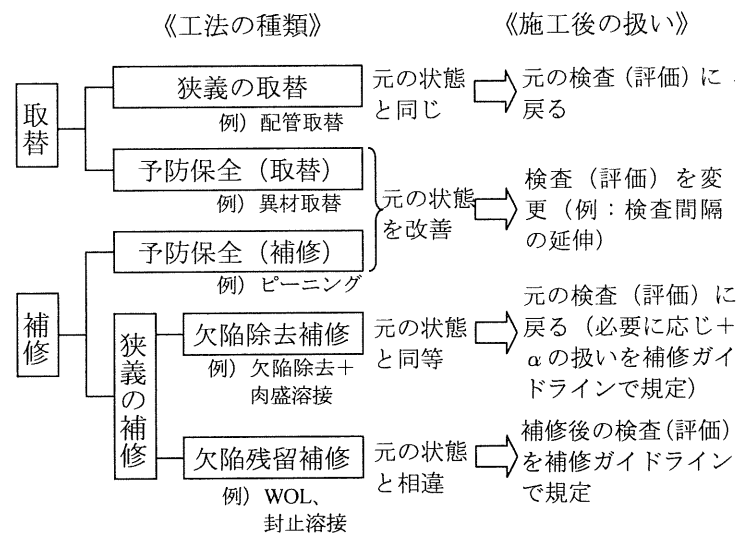 《工法の種類》
《施工後の扱い》
取替
狭義の取替
例）配管取替
元の状態
と同じ
元の検査（評価）に
戻る
予防保全（取替）
例）異材取替
予防保全（補修）
例）ピーニング
元の状態
を改善
検査（評価）を変
更（例：検査間隔
の延伸）
補修
狭義の補修
欠陥除去補修
例）欠陥除去＋
肉盛溶接
元の状態
と同等
元の検査（評価）に
戻る（必要に応じ＋
αの扱いを補修ガイ
ドラインで規定）
欠陥残留補修
例）WOL、
封止溶接
元の状態
と相違
補修後の検査（評価）
を補修ガイドライン
で規定